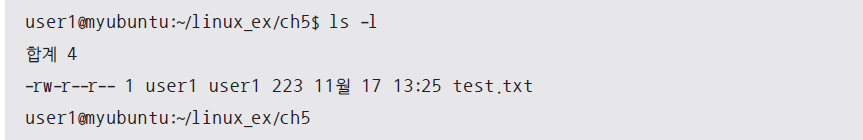 user1@myubuntu:~/linux_ex/ch5$ ls -l
합계 4
-rw-r--r-- 1 user1 user1 223 11월 17 13:25 test.txt
user1@myubuntu:~/linux_ex/ch5